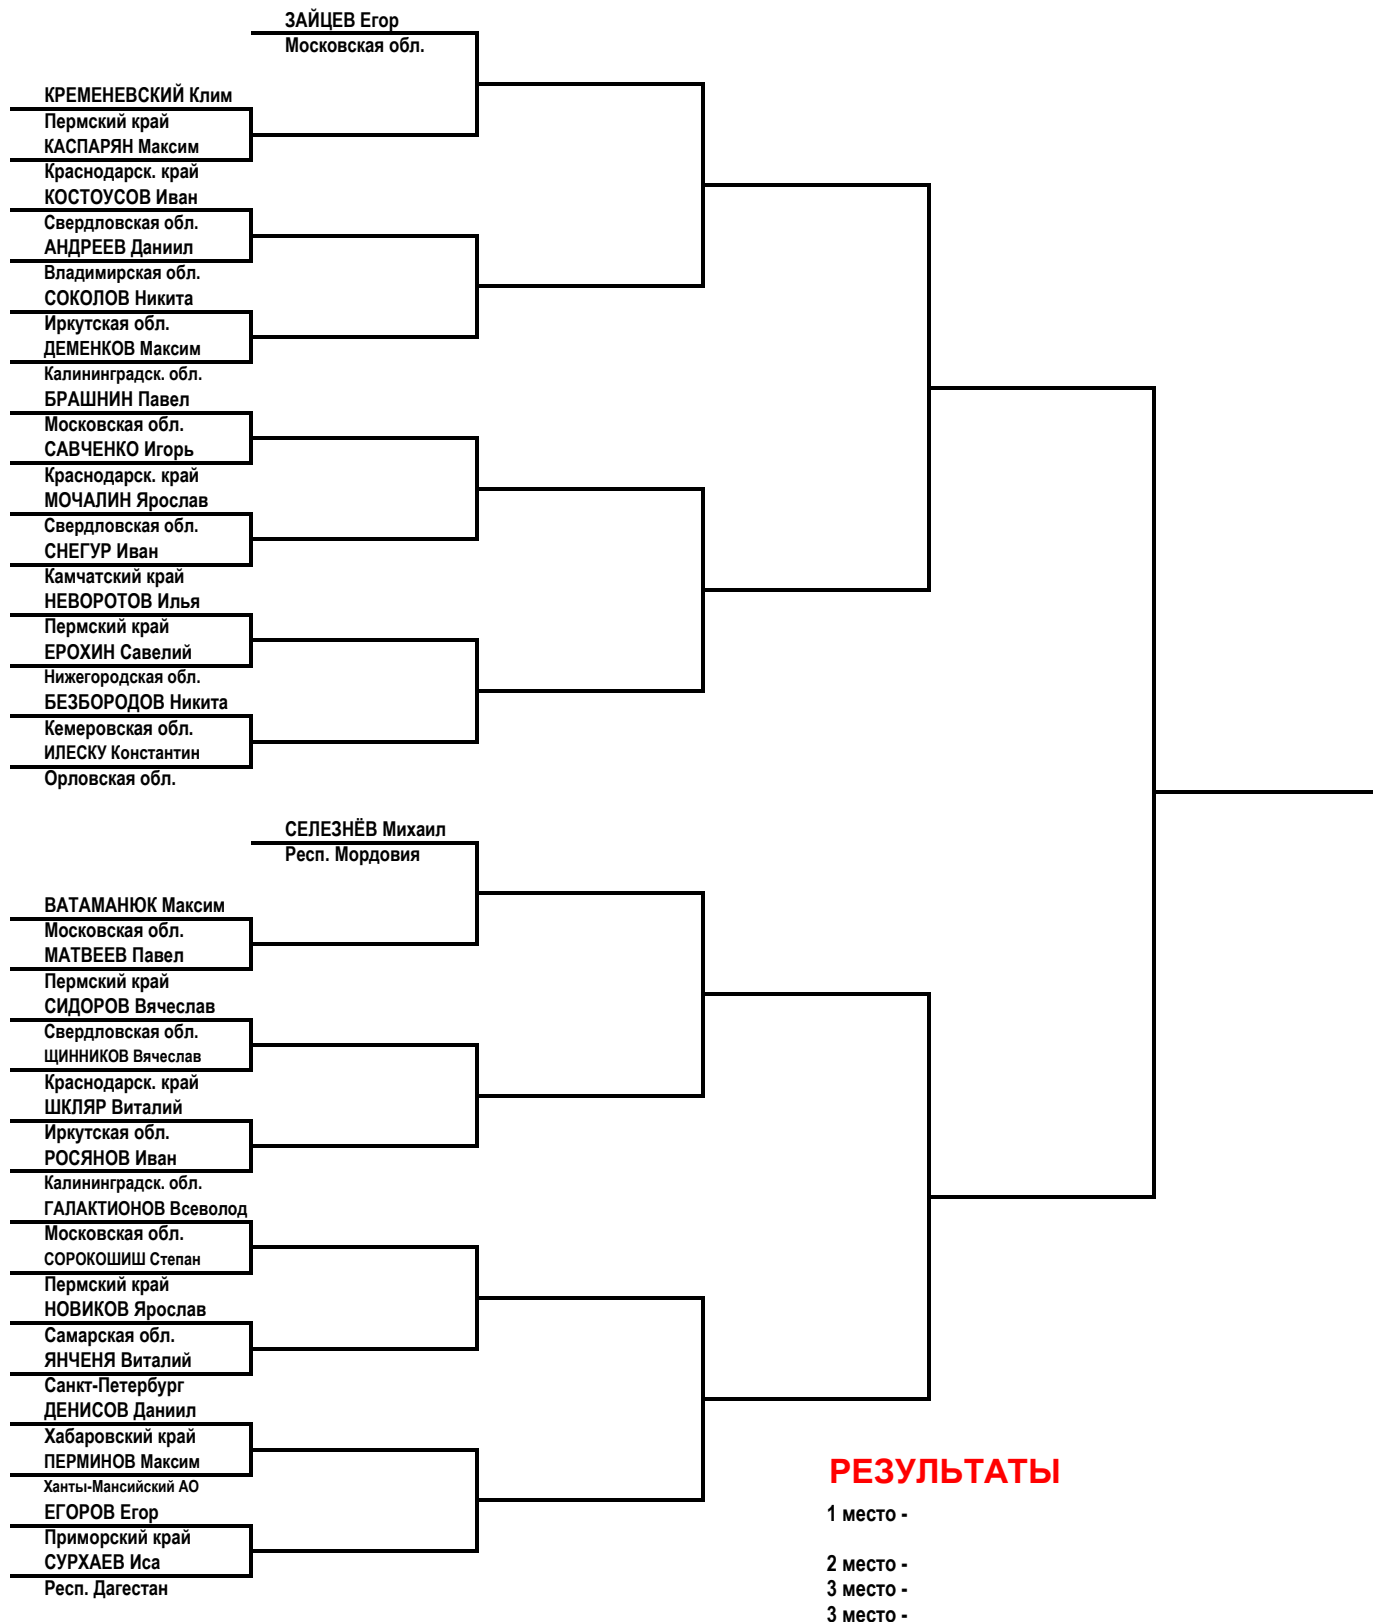 ЗАЙЦЕВ Егор
Московская обл.
КРЕМЕНЕВСКИЙ Клим
Пермский край
КАСПАРЯН Максим
Краснодарск. край
КОСТОУСОВ Иван
Свердловская обл.
АНДРЕЕВ Даниил
Владимирская обл.
СОКОЛОВ Никита
Иркутская обл.
ДЕМЕНКОВ Максим
Калининградск. обл.
БРАШНИН Павел
Московская обл.
САВЧЕНКО Игорь
Краснодарск. край
МОЧАЛИН Ярослав
Свердловская обл.
СНЕГУР Иван
Камчатский край
НЕВОРОТОВ Илья
Пермский край
ЕРОХИН Савелий
Нижегородская обл.
БЕЗБОРОДОВ Никита
Кемеровская обл.
ИЛЕСКУ Константин
Орловская обл.
СЕЛЕЗНЁВ Михаил
Респ. Мордовия
ВАТАМАНЮК Максим
Московская обл.
МАТВЕЕВ Павел
Пермский край
СИДОРОВ Вячеслав
Свердловская обл.
ЩИННИКОВ Вячеслав
Краснодарск. край
ШКЛЯР Виталий
Иркутская обл.
РОСЯНОВ Иван
Калининградск. обл.
ГАЛАКТИОНОВ Всеволод
Московская обл.
СОРОКОШИШ Степан
Пермский край
НОВИКОВ Ярослав
Самарская обл.
ЯНЧЕНЯ Виталий
Санкт-Петербург
ДЕНИСОВ Даниил
Хабаровский край
ПЕРМИНОВ Максим
Ханты-Мансийский АО
ЕГОРОВ Егор
Приморский край
СУРХАЕВ Иса
Респ. Дагестан
РЕЗУЛЬТАТЫ
1 место -
2 место -
3 место -
3 место -